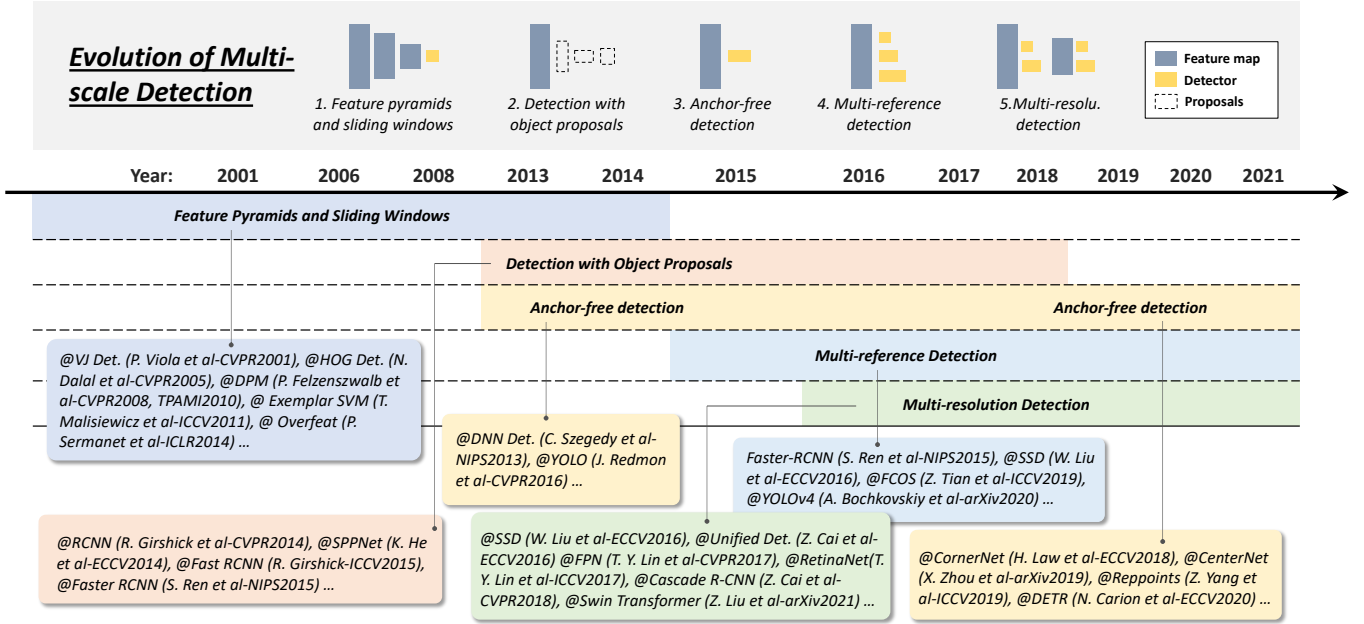 Evolution of Multi-
scale Detection
1. Feature pyramids
and sliding windows
2. Detection with
object proposals
3. Anchor-free
detection
4. Multi-reference
detection
5.Multi-resolu.
detection
Feature map
Detector
Proposals
Year: 2001 2006 2008 2013 2014 2015 2016 2017 2018 2019 2020 2021
Feature Pyramids and Sliding Windows
Detection with Object Proposals
Anchor-free detection
Anchor-free detection
Multi-reference Detection
Multi-resolution Detection
@VJ Det. (P. Viola et al-CVPR2001), @HOG Det. (N.
Dalal et al-CVPR2005), @DPM (P. Felzenszwalb et
al-CVPR2008, TPAMI2010), @ Exemplar SVM (T.
Malisiewicz et al-ICCV2011), @ Overfeat (P.
Sermanet et al-ICLR2014) …
@DNN Det. (C. Szegedy et al-
NIPS2013), @YOLO (J. Redmon
et al-CVPR2016) …
Faster-RCNN (S. Ren et al-NIPS2015), @SSD (W. Liu
et al-ECCV2016), @FCOS (Z. Tian et al-ICCV2019),
@YOLOv4 (A. Bochkovskiy et al-arXiv2020) …
@RCNN (R. Girshick et al-CVPR2014), @SPPNet (K. He
et al-ECCV2014), @Fast RCNN (R. Girshick-ICCV2015),
@Faster RCNN (S. Ren et al-NIPS2015) …
@SSD (W. Liu et al-ECCV2016), @Unified Det. (Z. Cai et al-
ECCV2016) @FPN (T. Y. Lin et al-CVPR2017), @RetinaNet(T.
Y. Lin et al-ICCV2017), @Cascade R-CNN (Z. Cai et al-
CVPR2018), @Swin Transformer (Z. Liu et al-arXiv2021) …
@CornerNet (H. Law et al-ECCV2018), @CenterNet
(X. Zhou et al-arXiv2019), @Reppoints (Z. Yang et
al-ICCV2019), @DETR (N. Carion et al-ECCV2020) …